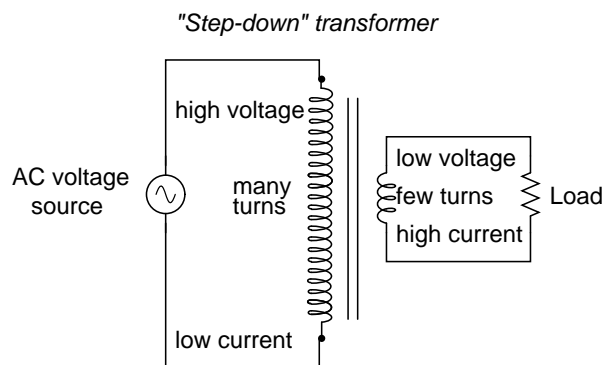 "Step-down" transformer
high voltage
AC voltage
source
many
turns
low current
low voltage
few turns
high current
Load